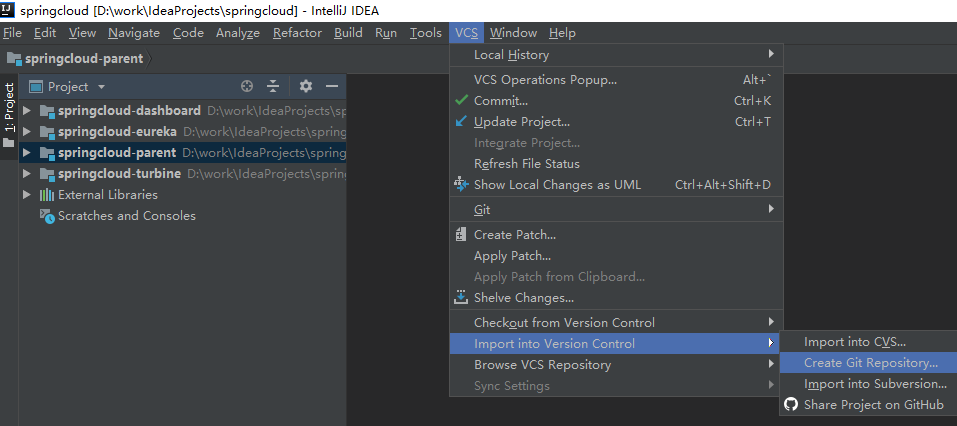 springcloud [D:\work\IdeaProjects\springcloud] - IntelliJ IDEA
File Edit View Navigate Code Analyze Refactor Build Run Tools VCS Window Help
springcloud-parent
1: Project
Project
springcloud-dashboard D:\work\IdeaProjects\sp
springcloud-eureka D:\work\IdeaProjects\spring
springcloud-parent D:\work\IdeaProjects\spring
springcloud-turbine D:\work\IdeaProjects\spring
External Libraries
Scratches and Consoles
Local History
VCS Operations Popup... Alt+`
Commit... Ctrl+K
Update Project... Ctrl+T
Integrate Project...
Refresh File Status
Show Local Changes as UML Ctrl+Alt+Shift+D
Git
Create Patch...
Apply Patch...
Apply Patch from Clipboard...
Shelve Changes...
Checkout from Version Control
Import into Version Control
Browse VCS Repository
Sync Settings
Import into CVS...
Create Git Repository...
Import into Subversion...
Share Project on GitHub